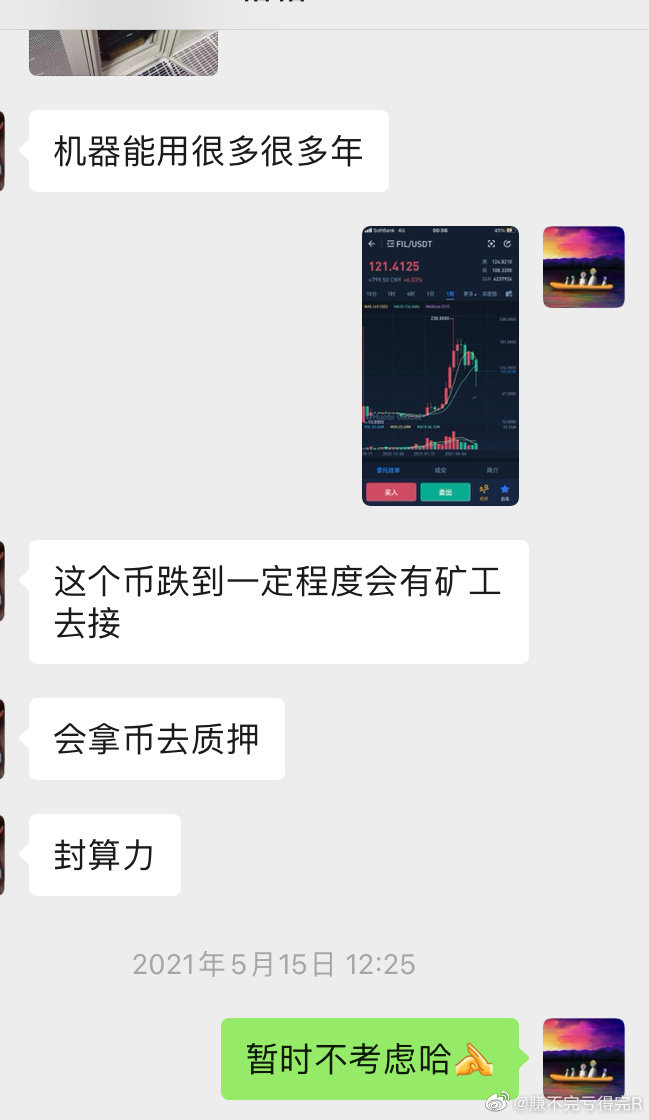 机器能用很多很多年
SoftBank 4G 00:56 45%
FIL/USDT
121.4125
≈799.50 CNY +6.03%
高 124.8210
低 108.3300
24H 4237924
15分 1时 4时 1日 1周 更多 深度图
238.8000
Huobi Global
委托挂单 成交 简介
买入 卖出
这个币跌到一定程度会有矿工
去接
会拿币去质押
封算力
2021年5月15日 12:25
暂时不考虑哈
@賺不完亏得完R